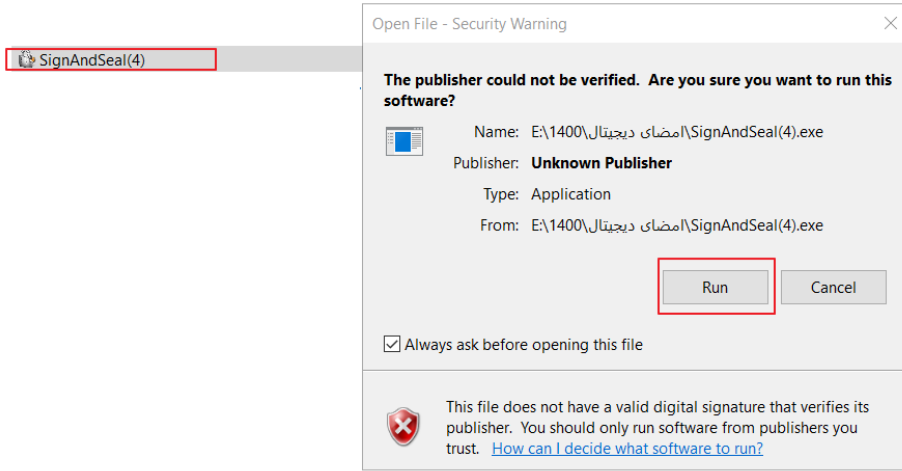 SignAndSeal(4)
Open File - Security Warning
The publisher could not be verified. Are you sure you want to run this
software?
Name: E:\1400\امضای دیجیتال\SignAndSeal(4).exe
Publisher: Unknown Publisher
Type: Application
From: E:\1400\امضای دیجیتال\SignAndSeal(4).exe
Run Cancel
Always ask before opening this file
This file does not have a valid digital signature that verifies its
publisher. You should only run software from publishers you
trust. How can I decide what software to run?